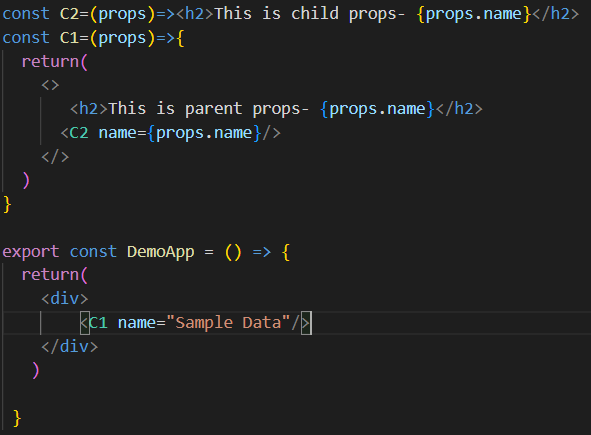 const C2=(props)=><h2>This is child props- {props.name}</h2>
const C1=(props)=>{
  return(
    <>
       <h2>This is parent props- {props.name}</h2>
      <C2 name={props.name}/>
    </>
  )
}

export const DemoApp = () => {
  return(
    <div>
        <C1 name="Sample Data"/>
    </div>
   )

 }